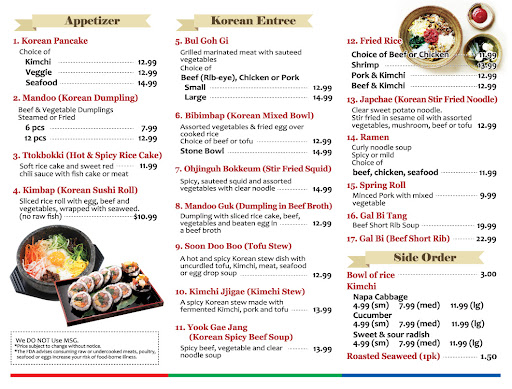 Appetizer
1. Korean Pancake
Choice of
Kimchi 12.99
Veggie 12.99
Seafood 14.99
2. Mandoo (Korean Dumpling)
Beef & Vegetable Dumplings
Steamed or Fried
6 pcs 7.99
12 pcs 12.99
3. Ttokbokki (Hot & Spicy Rice Cake)
Soft rice cake and sweet red 11.99
chili sauce with fish cake or meat
4. Kimbap (Korean Sushi Roll)
Sliced rice roll with egg, beef and
vegetables, wrapped with seaweed.
(no raw fish) $10.99
We DO NOT Use MSG.
*Price subject to change without notice.
*The FDA advises consuming raw or undercooked meats, poultry,
seafood or eggs increase your risk of food-borne illness.
Korean Entree
5. Bul Goh Gi
Grilled marinated meat with sauteed
vegetables
Choice of
Beef (Rib-eye), Chicken or Pork
Small 12.99
Large 14.99
6. Bibimbap (Korean Mixed Bowl)
Assorted vegetables & fried egg over
cooked rice
Choice of beef or tofu 12.99
Stone Bowl 14.99
7. Ohjinguh Bokkeum (Stir Fried Squid)
Spicy, sauteed squid and assorted
vegetables with clear noodle 14.99
8. Mandoo Guk (Dumpling in Beef Broth)
Dumpling with sliced rice cake, beef,
vegetables and beaten egg in 12.99
a beef broth
9. Soon Doo Boo (Tofu Stew)
A hot and spicy Korean stew dish with
uncurdled tofu, Kimchi, meat, seafood
or egg drop soup 12.99
10. Kimchi Jjigae (Kimchi Stew)
A spicy Korean stew made with
fermented Kimchi, pork and tofu 13.99
11. Yook Gae Jang
(Korean Spicy Beef Soup)
Spicy beef, vegetable and clear 13.99
noodle soup
12. Fried Rice
Choice of Beef or Chicken 11.99
Shrimp 13.99
Pork & Kimchi 12.99
Beef & Kimchi 12.99
13. Japchae (Korean Stir Fried Noodle)
Clear sweet potato noodle.
Stir fried in sesame oil with assorted
vegetables, mushroom, beef or tofu 12.99
14. Ramen
Curly noodle soup
Spicy or mild
Choice of
beef, chicken, seafood 11.99
15. Spring Roll
Minced Pork with mixed 9.99
vegetable
16. Gal Bi Tang
Beef Short Rib Soup 19.99
17. Gal Bi (Beef Short Rib) 22.99
Side Order
Bowl of rice 3.00
Kimchi
Napa Cabbage
4.99 (sm) 7.99 (med) 11.99 (lg)
Cucumber
4.99 (sm) 7.99 (med) 11.99 (lg)
Sweet & sour radish
4.99 (sm) 7.99 (med) 11.99 (lg)
Roasted Seaweed (1pk) 1.50